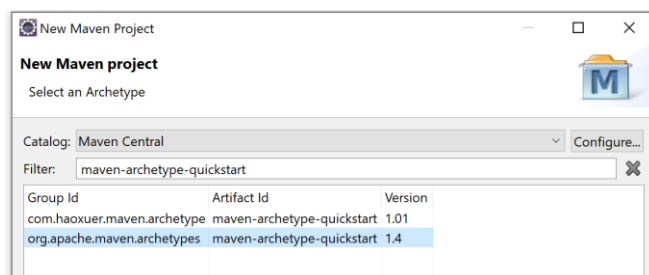 New Maven Project
New Maven project
Select an Archetype
M
Catalog: Maven Central Configure...
Filter: maven-archetype-quickstart
Group Id Artifact Id Version
com.haoxuer.maven.archetype maven-archetype-quickstart 1.01
org.apache.maven.archetypes maven-archetype-quickstart 1.4